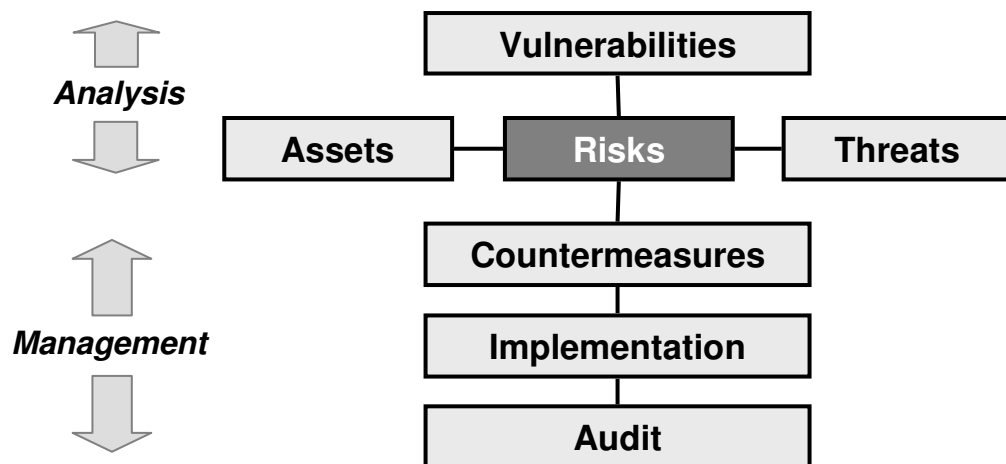 Vulnerabilities
Analysis
Assets
Risks
Threats
Countermeasures
Management
Implementation
Audit